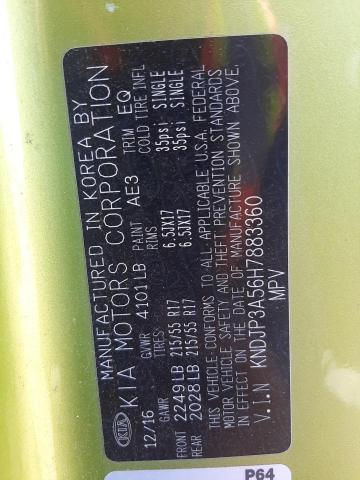 MANUFACTURED IN KOREA BY
KIA KIA MOTORS CORPORATION
12/16 GVWR 4101 LB PAINT AE3 TRIM EQ
GAWR TIRES RIMS COLD TIRE INFL
FRONT 2249 LB 215/55 R17 6.5JX17 35psi SINGLE
REAR 2028 LB 215/55 R17 6.5JX17 35psi SINGLE
THIS VEHICLE CONFORMS TO ALL APPLICABLE U.S.A. FEDERAL
MOTOR VEHICLE SAFETY AND THEFT PREVENTION STANDARDS
IN EFFECT ON THE DATE OF MANUFACTURE SHOWN ABOVE.
V.I.N KNDJP3A56H7883360
MPV
P64